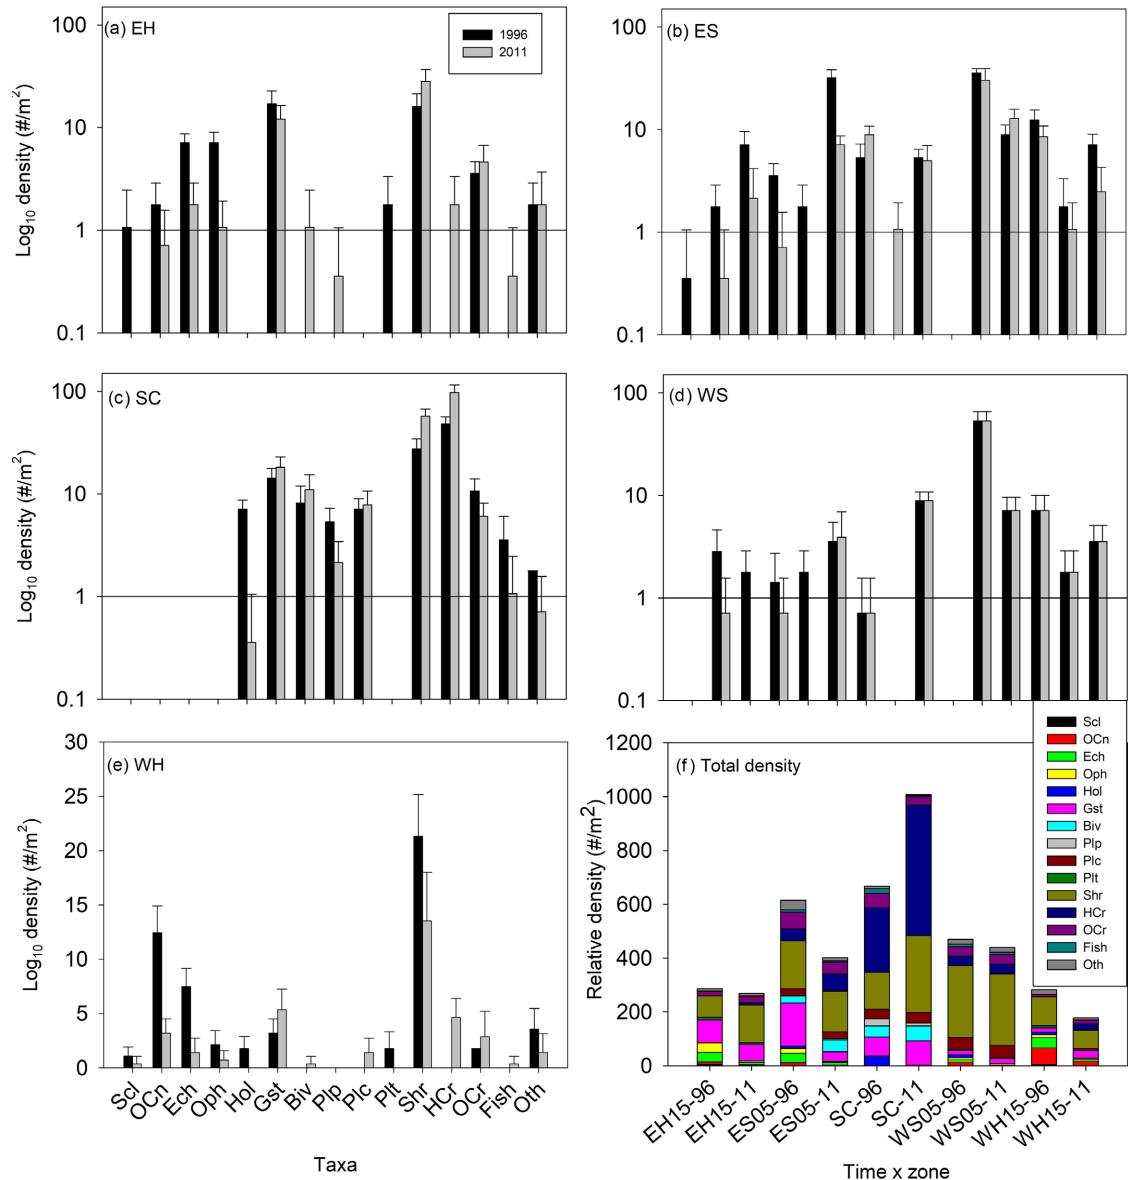 (a) EH
1996
2011
Log10 density (#/m2)
100
10
1
0.1
(b) ES
100
10
1
0.1
(c) SC
Log10 density (#/m2)
100
10
1
0.1
(d) WS
100
10
1
0.1
(e) WH
Log10 density (#/m2)
30
25
20
15
10
5
0
Scl
OCn
Ech
Oph
Hol
Gst
Biv
Plp
Plc
Plt
Shr
HCr
OCr
Fish
Oth
Taxa
(f) Total density
Relative density (#/m2)
1200
1000
800
600
400
200
0
Scl
OCn
Ech
Oph
Hol
Gst
Biv
Plp
Plc
Plt
Shr
HCr
OCr
Fish
Oth
EH15-96
EH15-11
ES05-96
ES05-11
SC-96
SC-11
WS05-96
WS05-11
WH15-96
WH15-11
Time x zone